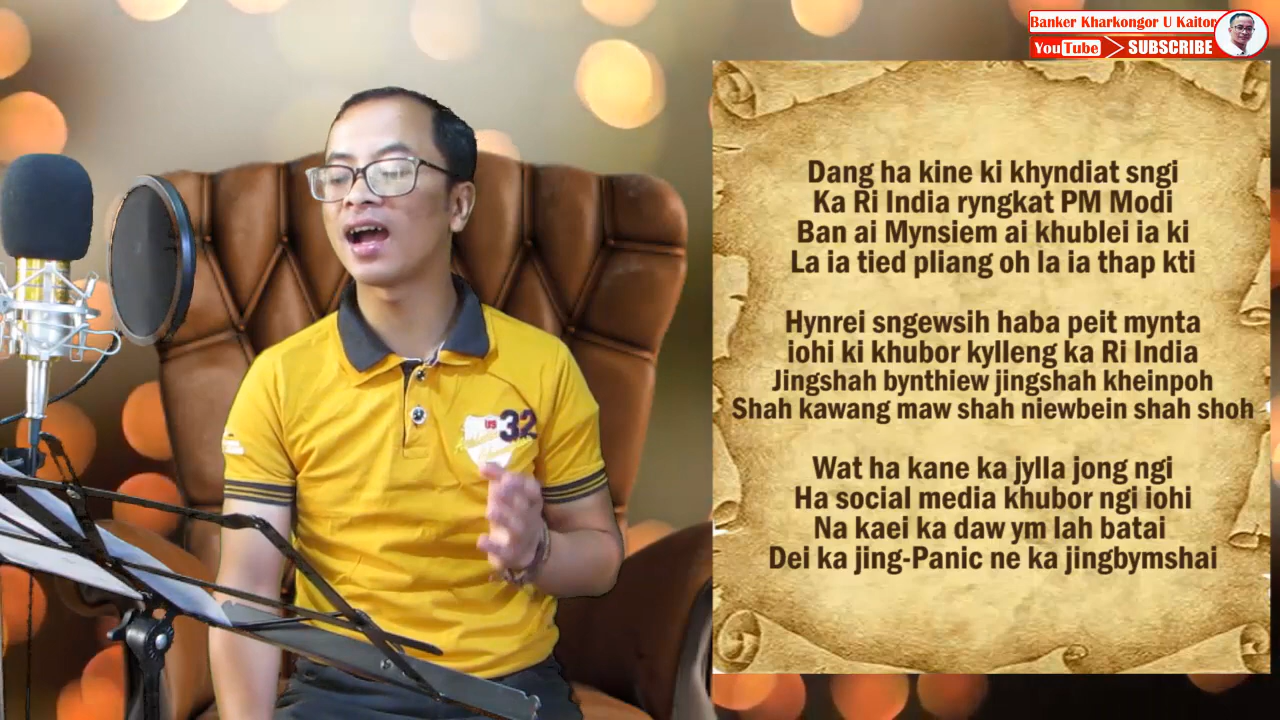 Banker Kharkongor U Kaitor
YouTube SUBSCRIBE
Dang ha kine ki khyndiat sngi
Ka Ri India ryngkat PM Modi
Ban ai Mynsiem ai khublei ia ki
La ia tied pliang oh la ia thap kti
Hynrei sngewsih haba peit mynta
iohi ki khubor kylleng ka Ri India
Jingshah bynthiew jingshah kheinpoh
Shah kawang maw shah niewbein shah shoh
Wat ha kane ka jylla jong ngi
Ha social media khubor ngi iohi
Na kaei ka daw ym lah batai
Dei ka jing-Panic ne ka jingbymshai
us 32